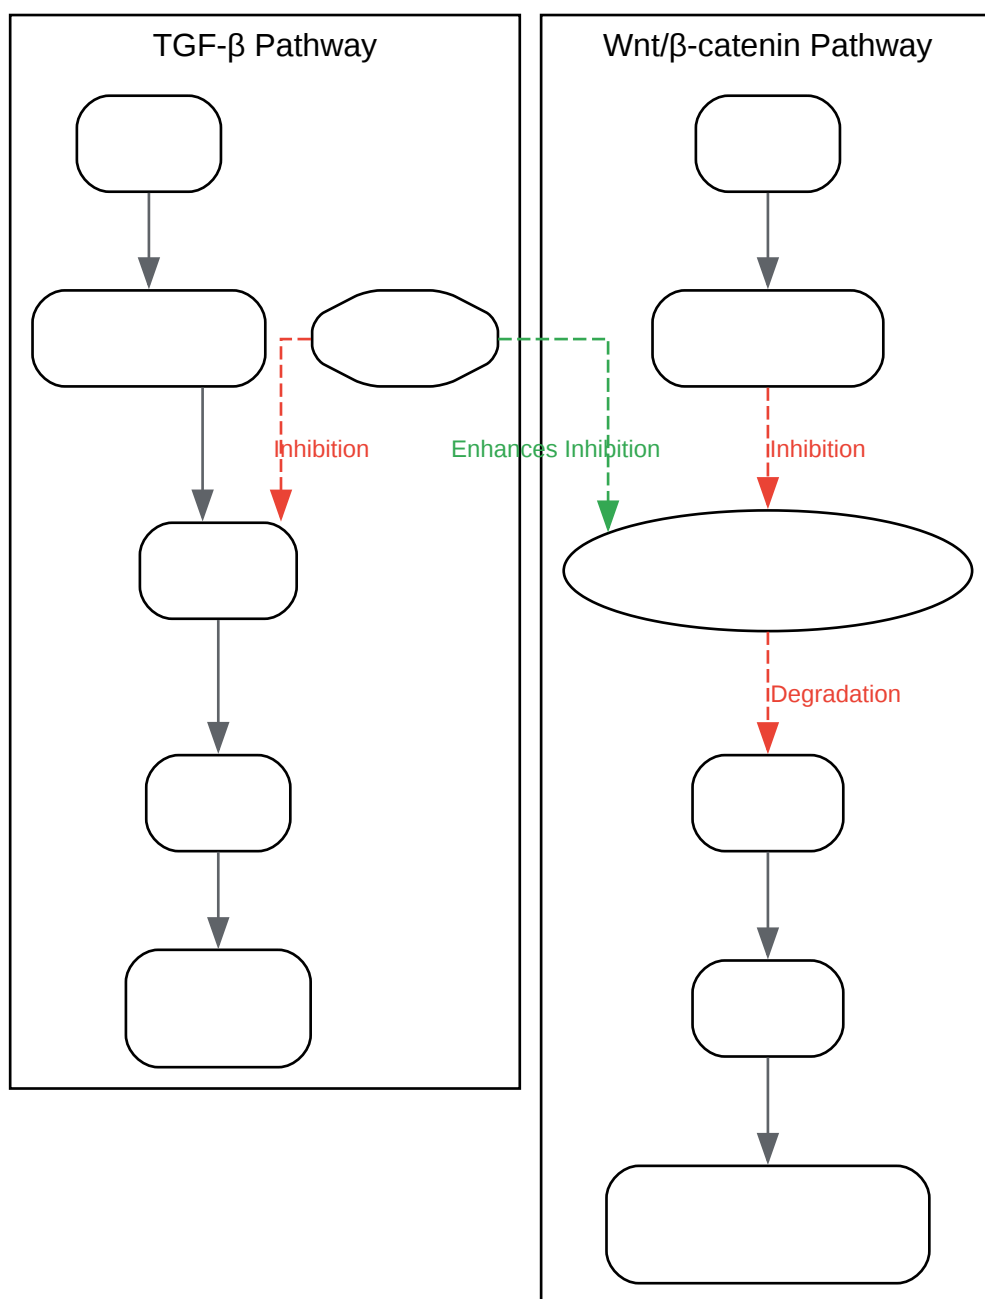 TGF-β Pathway
Wnt/β-catenin Pathway
Inhibition
Enhances Inhibition
Inhibition
Degradation